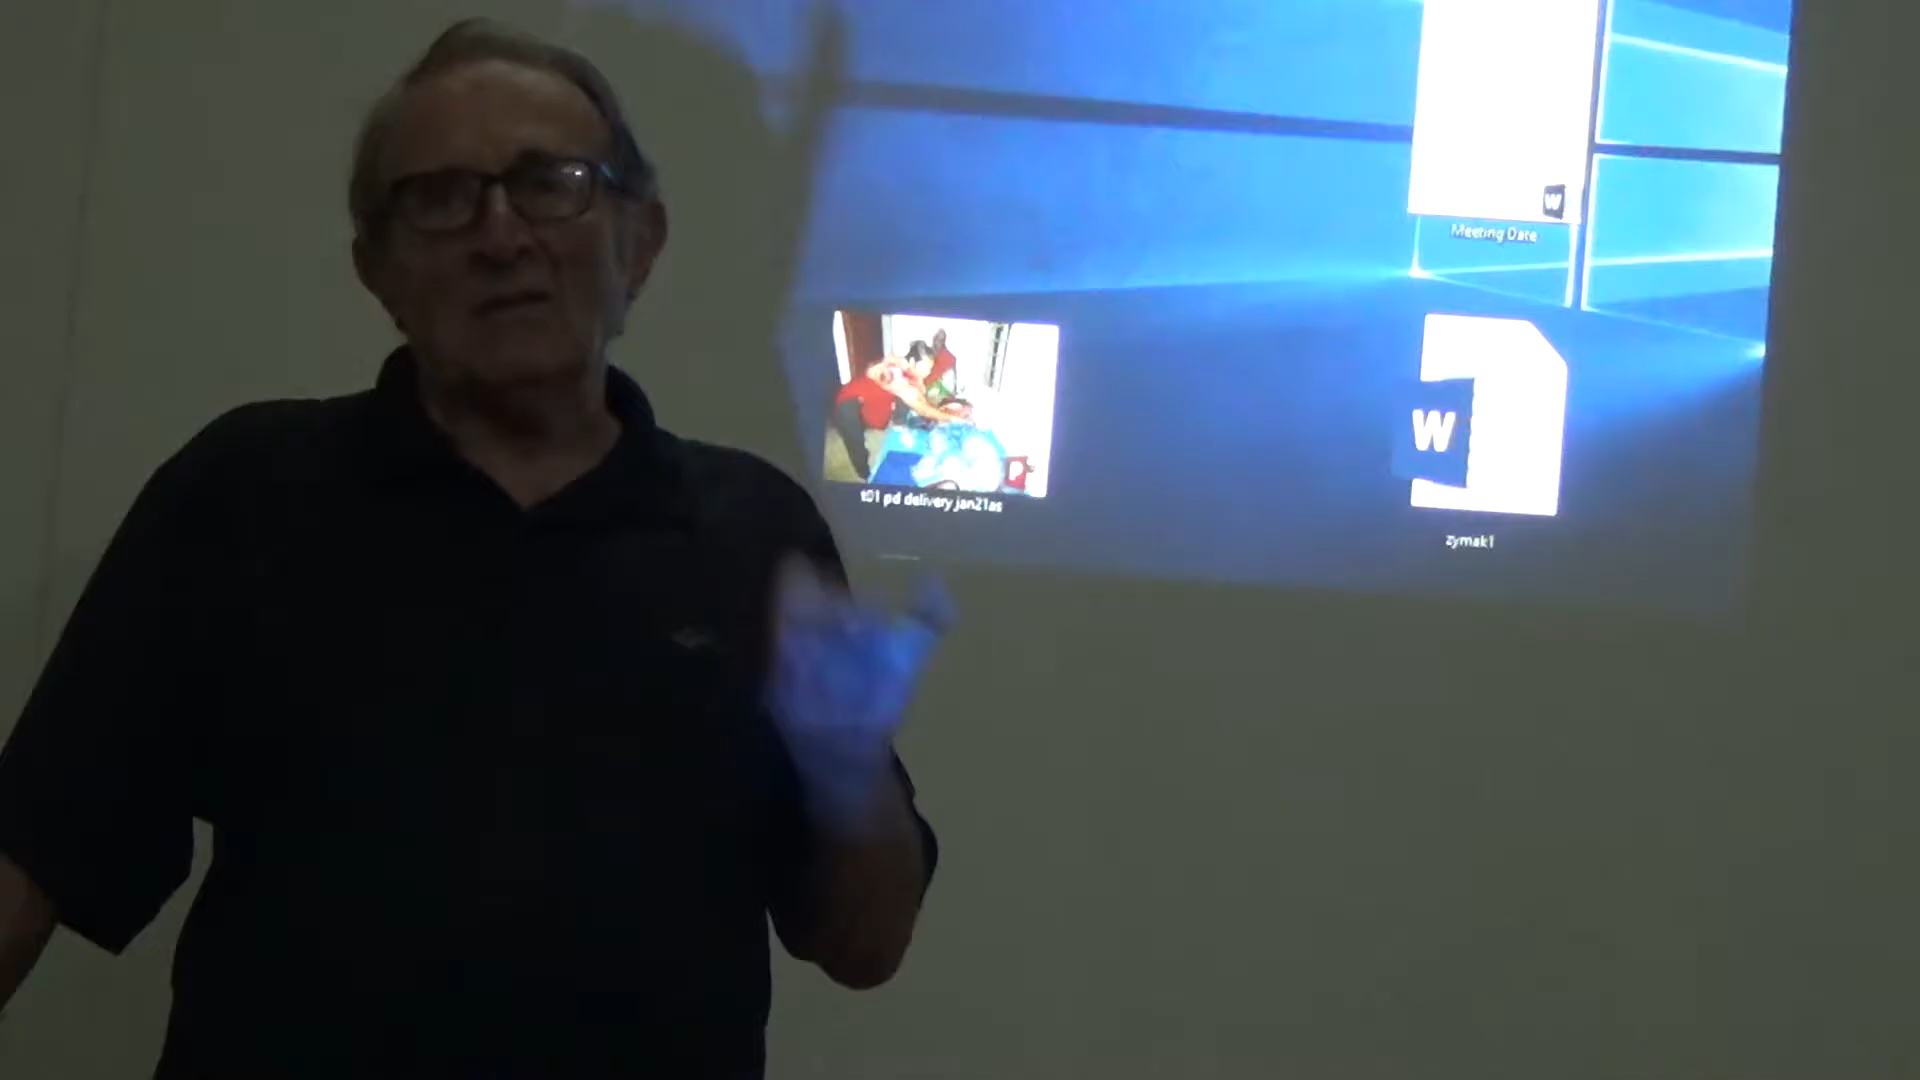 W
Meeting Date
P
t01 pd delivery jan21as
W
zymak1